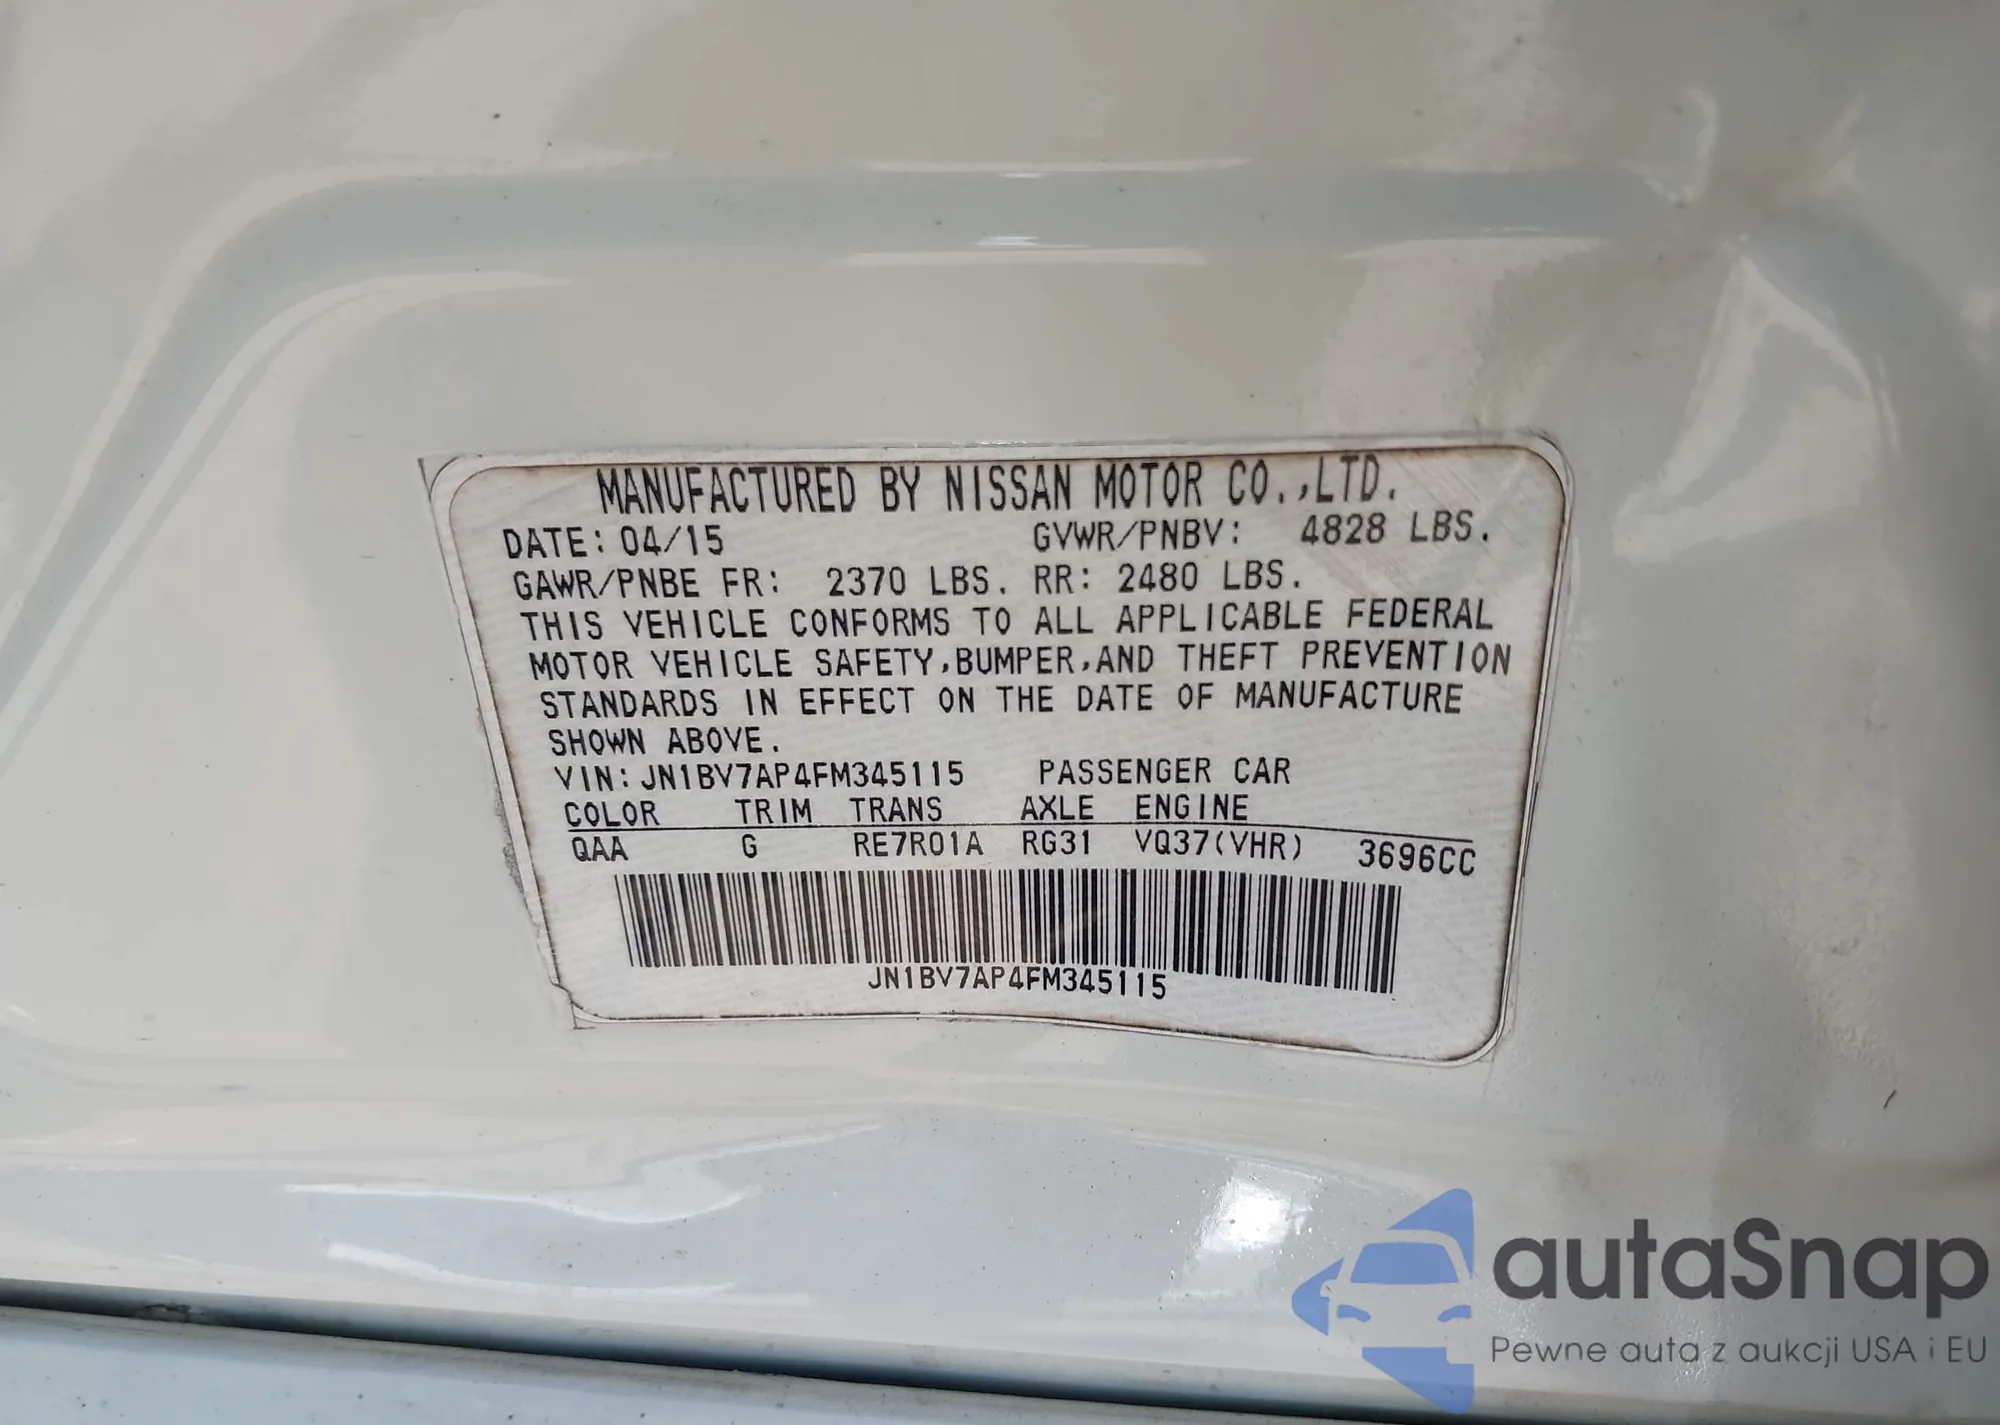 MANUFACTURED BY NISSAN MOTOR CO.,LTD.
DATE: 04/15 GVWR/PNBV: 4828 LBS.
GAWR/PNBE FR: 2370 LBS. RR: 2480 LBS.
THIS VEHICLE CONFORMS TO ALL APPLICABLE FEDERAL
MOTOR VEHICLE SAFETY,BUMPER,AND THEFT PREVENTION
STANDARDS IN EFFECT ON THE DATE OF MANUFACTURE
SHOWN ABOVE.
VIN: JN1BV7AP4FM345115 PASSENGER CAR
COLOR TRIM TRANS AXLE ENGINE
QAA G RE7R01A RG31 VQ37(VHR) 3696CC
JN1BV7AP4FM345115
autaSnap
Pewne auta z aukcji USA i EU